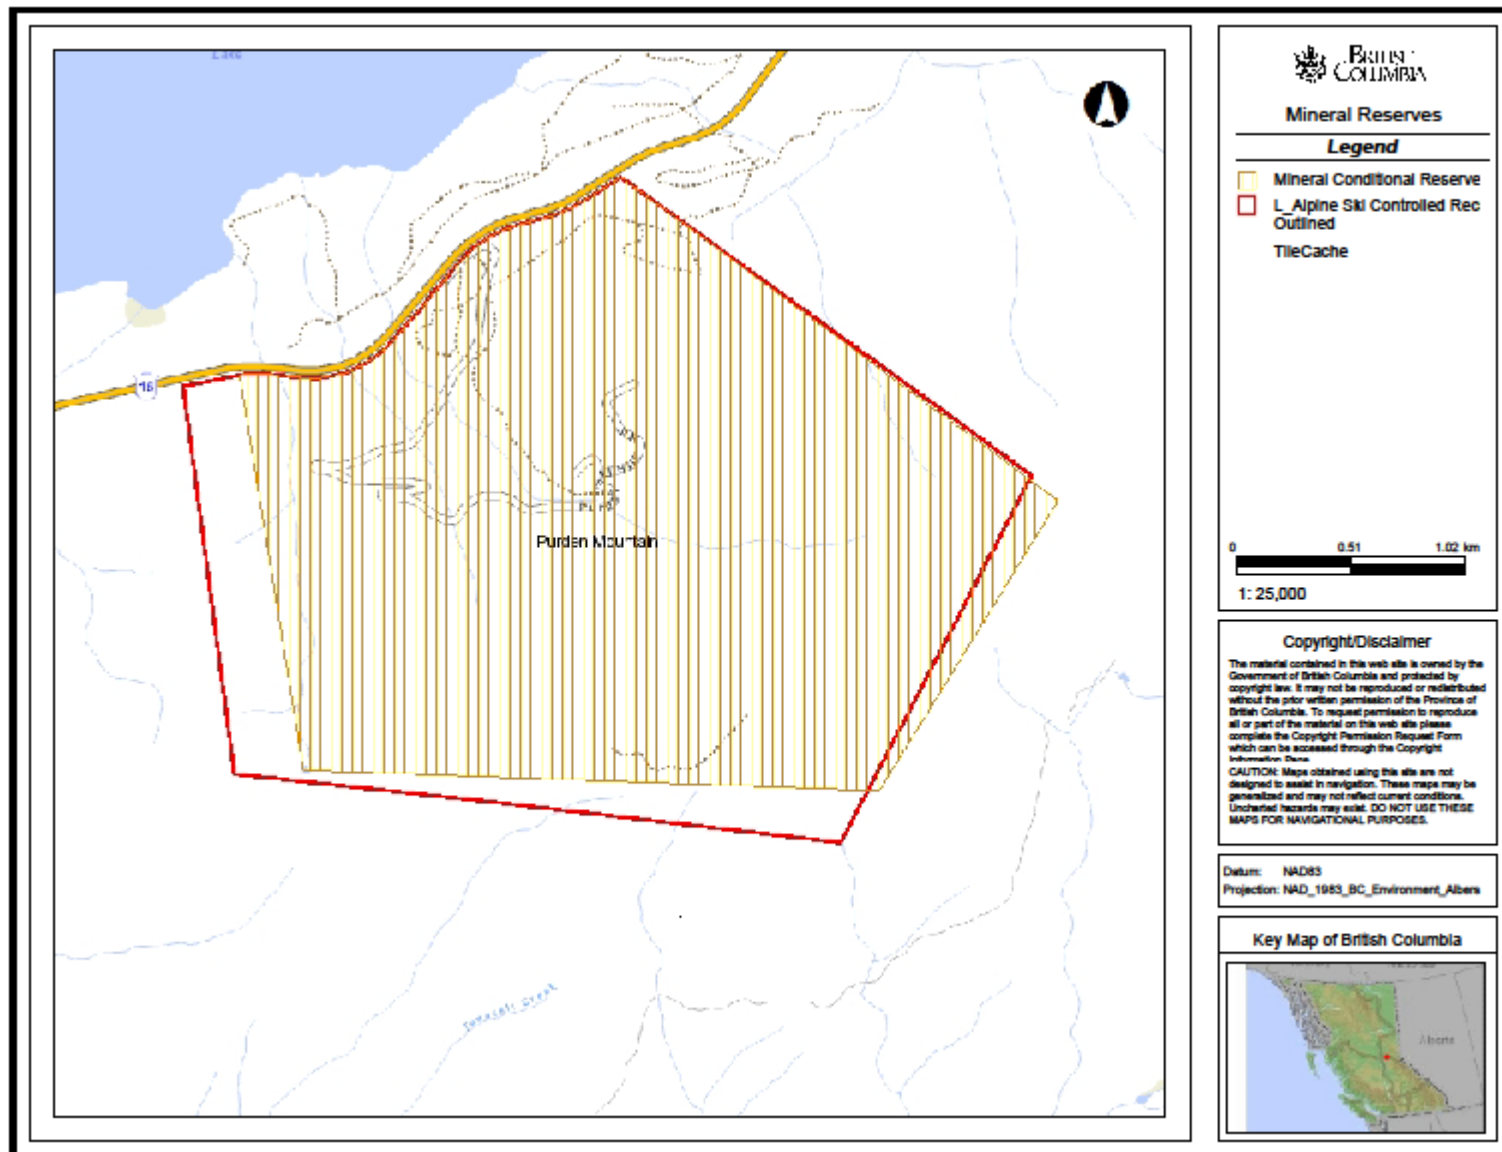 Lake
16
Purden Mountain
BRITISH
COLUMBIA
Mineral Reserves
Legend
Mineral Conditional Reserve
L_Alpine Ski Controlled Rec
Outlined
TileCache
0 0.51 1.02 km
1: 25,000
Copyright/Disclaimer
The material contained in this web site is owned by the
Government of British Columbia and protected by
copyright law. It may not be reproduced or redistributed
without the prior written permission of the Province of
British Columbia. To request permission to reproduce
all or part of the material on this web site please
complete the Copyright Permission Request Form
which can be accessed through the Copyright
Information Page
CAUTION: Maps obtained using this site are not
designed to assist in navigation. These maps may be
generalized and may not reflect current conditions.
Uncharted hazards may exist. DO NOT USE THESE
MAPS FOR NAVIGATIONAL PURPOSES.
Datum: NAD83
Projection: NAD_1983_BC_Environment_Albers
Key Map of British Columbia
Alberta
Creek